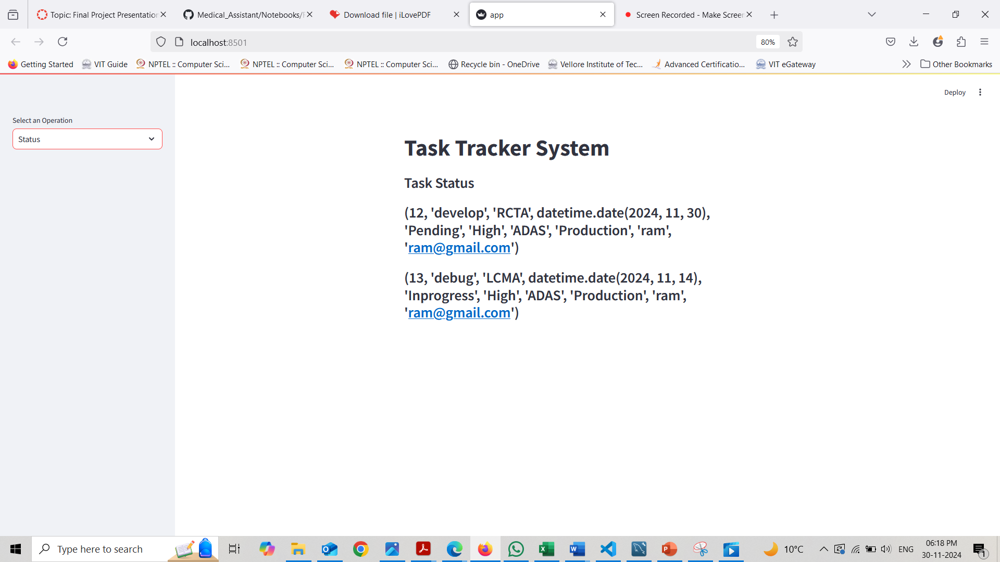 Topic: Final Project Presentation
Medical_Assistant/Notebooks/
Download file | iLovePDF
app
Screen Recorded - Make Screen
localhost:8501
80%
Getting Started
VIT Guide
NPTEL :: Computer Sci...
NPTEL :: Computer Sci...
NPTEL :: Computer Sci...
Recycle bin - OneDrive
Vellore Institute of Tec...
Advanced Certificatio...
VIT eGateway
Other Bookmarks
Deploy
Select an Operation
Status
Task Tracker System
Task Status
(12, 'develop', 'RCTA', datetime.date(2024, 11, 30),
'Pending', 'High', 'ADAS', 'Production', 'ram',
'ram@gmail.com')
(13, 'debug', 'LCMA', datetime.date(2024, 11, 14),
'Inprogress', 'High', 'ADAS', 'Production', 'ram',
'ram@gmail.com')
Type here to search
10°C
ENG
06:18 PM
30-11-2024
1